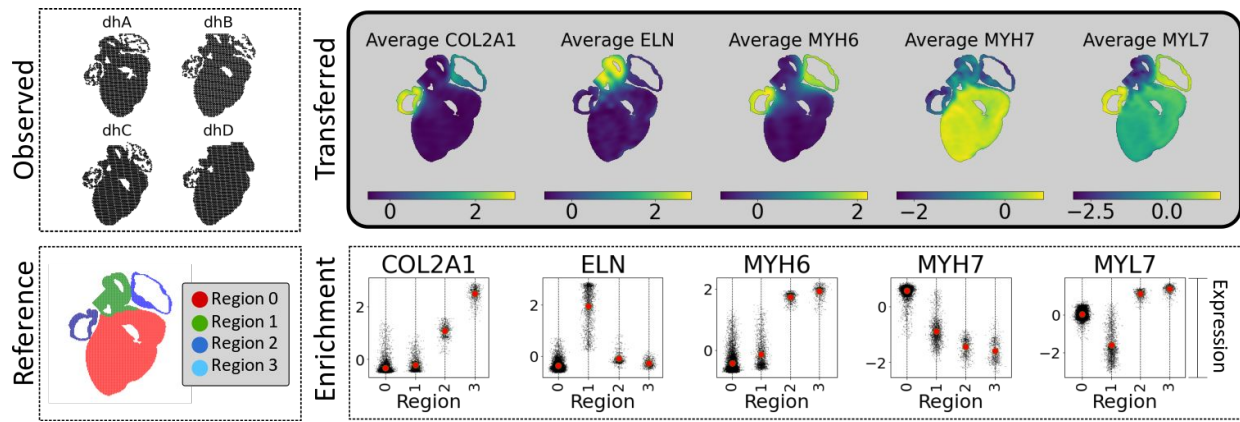 Observed
dhA
dhB
dhC
dhD
Transferred
Average COL2A1
Average ELN
Average MYH6
Average MYH7
Average MYL7
0 2
0 2
0 2
−2 0
−2.5 0.0
Reference
Region 0
Region 1
Region 2
Region 3
Enrichment
COL2A1
2
0
0 1 2 3
Region
ELN
2
0
0 1 2 3
Region
MYH6
2
0
0 1 2 3
Region
MYH7
0
−2
0 1 2 3
Region
MYL7
0
−2
0 1 2 3
Region
Expression